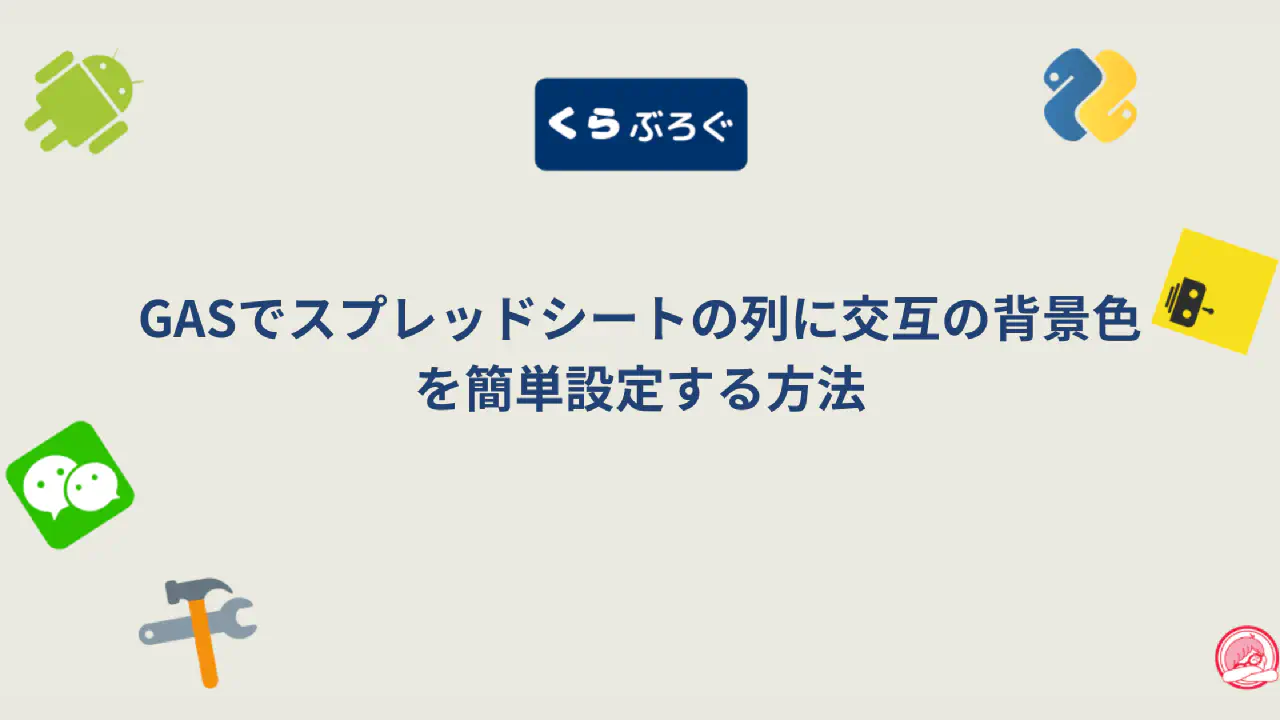 くらぶろぐ
GASでスプレッドシートの列に交互の背景色
を簡単設定する方法